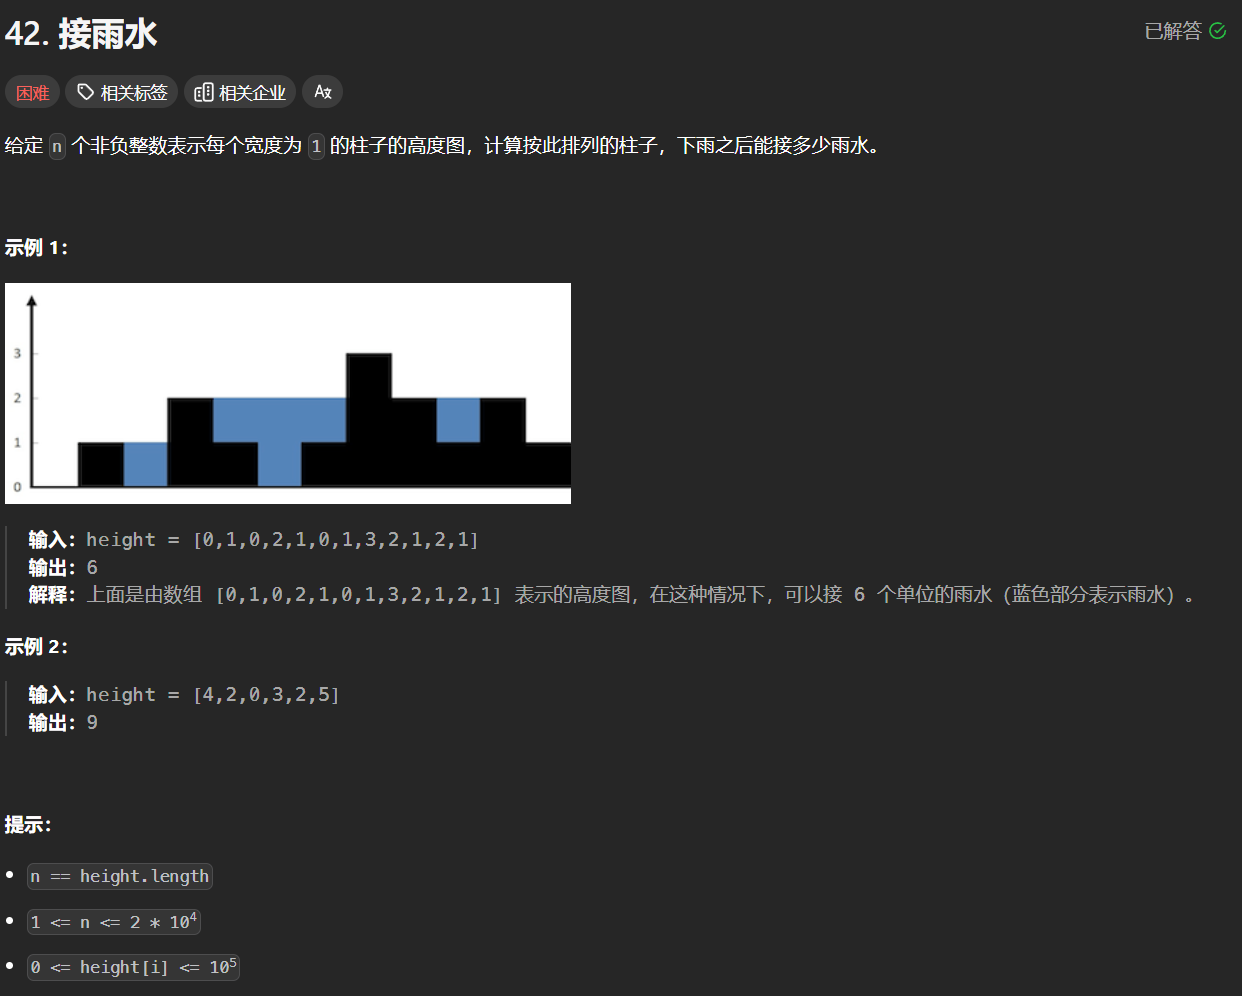 42. 接雨水
已解答
困难
相关标签
相关企业
给定 n 个非负整数表示每个宽度为 1 的柱子的高度图，计算按此排列的柱子，下雨之后能接多少雨水。
示例 1：
3
2
1
0
输入：height = [0,1,0,2,1,0,1,3,2,1,2,1]
输出：6
解释：上面是由数组 [0,1,0,2,1,0,1,3,2,1,2,1] 表示的高度图，在这种情况下，可以接 6 个单位的雨水（蓝色部分表示雨水）。
示例 2：
输入：height = [4,2,0,3,2,5]
输出：9
提示：
n == height.length
1 <= n <= 2 * 10⁴
0 <= height[i] <= 10⁵